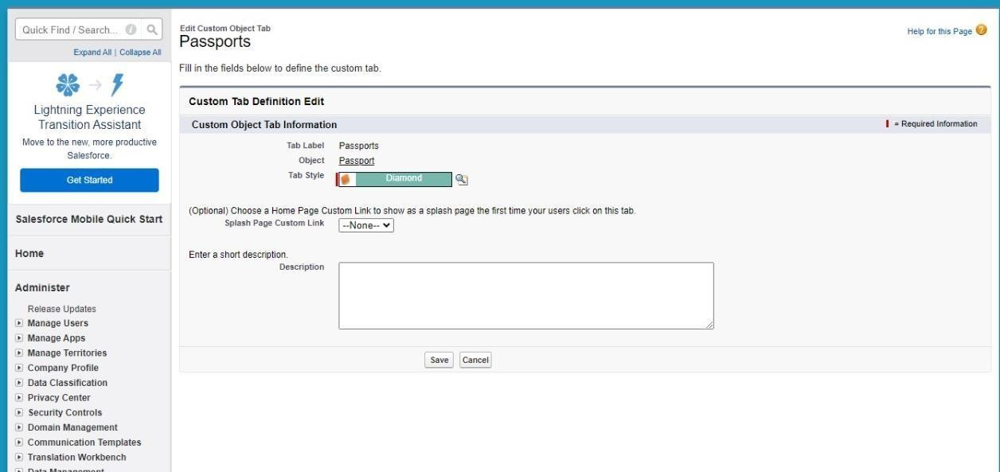 Quick Find / Search...
Expand All | Collapse All
Lightning Experience
Transition Assistant
Move to the new, more productive
Salesforce.
Get Started
Salesforce Mobile Quick Start
Home
Administer
Release Updates
Manage Users
Manage Apps
Manage Territories
Company Profile
Data Classification
Privacy Center
Security Controls
Domain Management
Communication Templates
Translation Workbench
Data Management
Edit Custom Object Tab
Passports
Help for this Page
Fill in the fields below to define the custom tab.
Custom Tab Definition Edit
Custom Object Tab Information
= Required Information
Tab Label Passports
Object Passport
Tab Style Diamond
(Optional) Choose a Home Page Custom Link to show as a splash page the first time your users click on this tab.
Splash Page Custom Link --None--
Enter a short description.
Description
Save Cancel